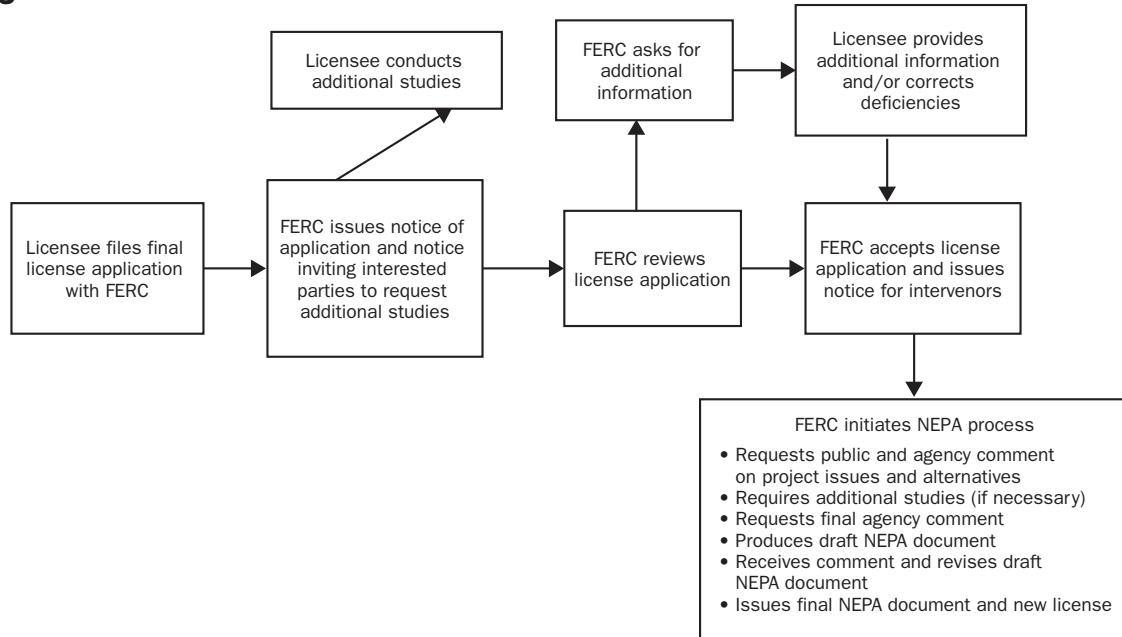 Licensee conducts
additional studies
FERC asks for
additional
information
Licensee provides
additional information
and/or corrects
deficiencies
Licensee files final
license application
with FERC
FERC issues notice of
application and notice
inviting interested
parties to request
additional studies
FERC reviews
license application
FERC accepts license
application and issues
notice for intervenors
FERC initiates NEPA process
• Requests public and agency comment
on project issues and alternatives
• Requires additional studies (if necessary)
• Requests final agency comment
• Produces draft NEPA document
• Receives comment and revises draft
NEPA document
• Issues final NEPA document and new license